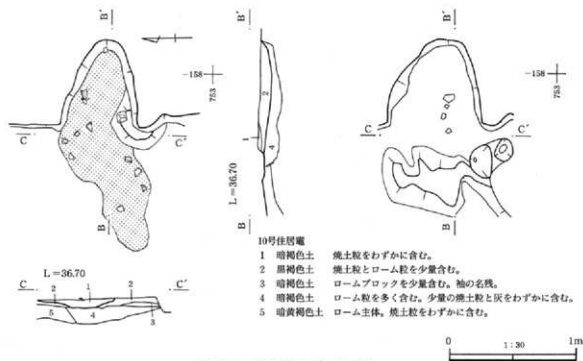 B′
B′
−158
753
C
C′
B
L=36.70
C
2
1
2
C′
5
4
3
2
4
L=36.70
B
−158
753
C
C′
B
10号住居竈
1 暗褐色土 焼土粒をわずかに含む。
2 黒褐色土 焼土粒とローム粒を少量含む。
3 暗褐色土 ロームブロックを少量含む。袖の名残。
4 暗褐色土 ローム粒を多く含む。少量の焼土粒と灰をわずかに含む。
5 暗黄褐色土 ローム主体。焼土粒をわずかに含む。
0 1:30 1m